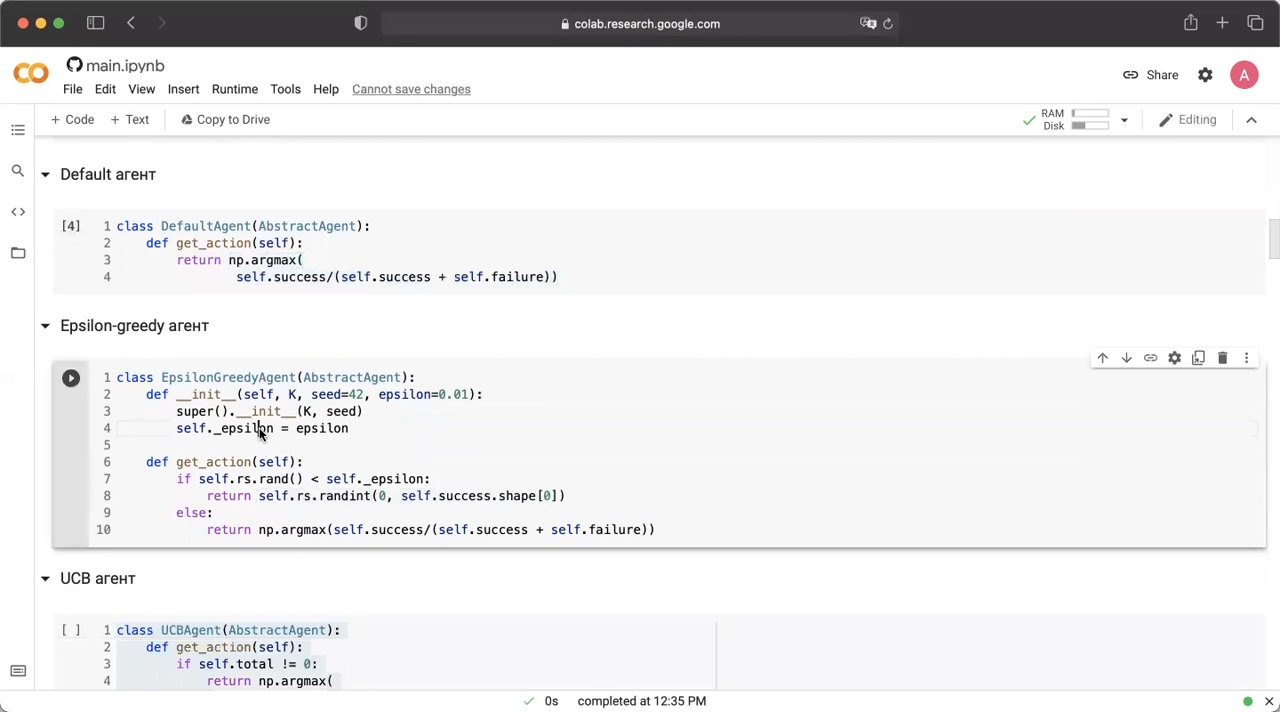 colab.research.google.com
main.ipynb
File Edit View Insert Runtime Tools Help Cannot save changes
Share
A
+ Code + Text Copy to Drive
RAM
Disk
Editing
Default агент
[4]
1 class DefaultAgent(AbstractAgent):
2     def get_action(self):
3         return np.argmax(
4                 self.success/(self.success + self.failure))
Epsilon-greedy агент
1 class EpsilonGreedyAgent(AbstractAgent):
2     def __init__(self, K, seed=42, epsilon=0.01):
3         super().__init__(K, seed)
4         self._epsilon = epsilon
5
6     def get_action(self):
7         if self.rs.rand() < self._epsilon:
8             return self.rs.randint(0, self.success.shape[0])
9         else:
10             return np.argmax(self.success/(self.success + self.failure))
UCB агент
[ ]
1 class UCBAgent(AbstractAgent):
2     def get_action(self):
3         if self.total != 0:
4             return np.argmax(
0s completed at 12:35 PM